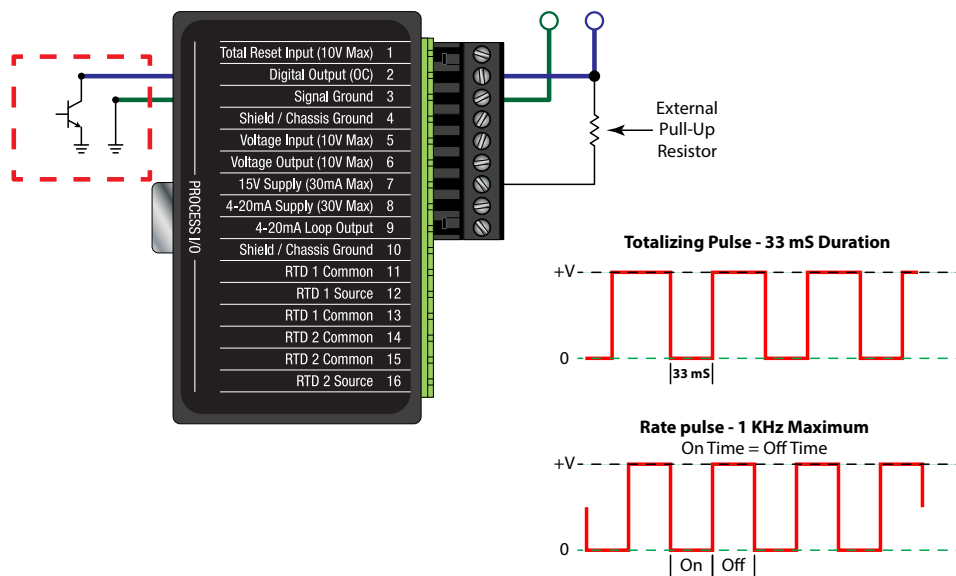 PROCESS I/O
Total Reset Input (10V Max) 1
Digital Output (OC) 2
Signal Ground 3
Shield / Chassis Ground 4
Voltage Input (10V Max) 5
Voltage Output (10V Max) 6
15V Supply (30mA Max) 7
4-20mA Supply (30V Max) 8
4-20mA Loop Output 9
Shield / Chassis Ground 10
RTD 1 Common 11
RTD 1 Source 12
RTD 1 Common 13
RTD 2 Common 14
RTD 2 Common 15
RTD 2 Source 16
External
Pull-Up
Resistor
Totalizing Pulse - 33 mS Duration
+V
0
33 mS
Rate pulse - 1 KHz Maximum
On Time = Off Time
+V
0
On Off